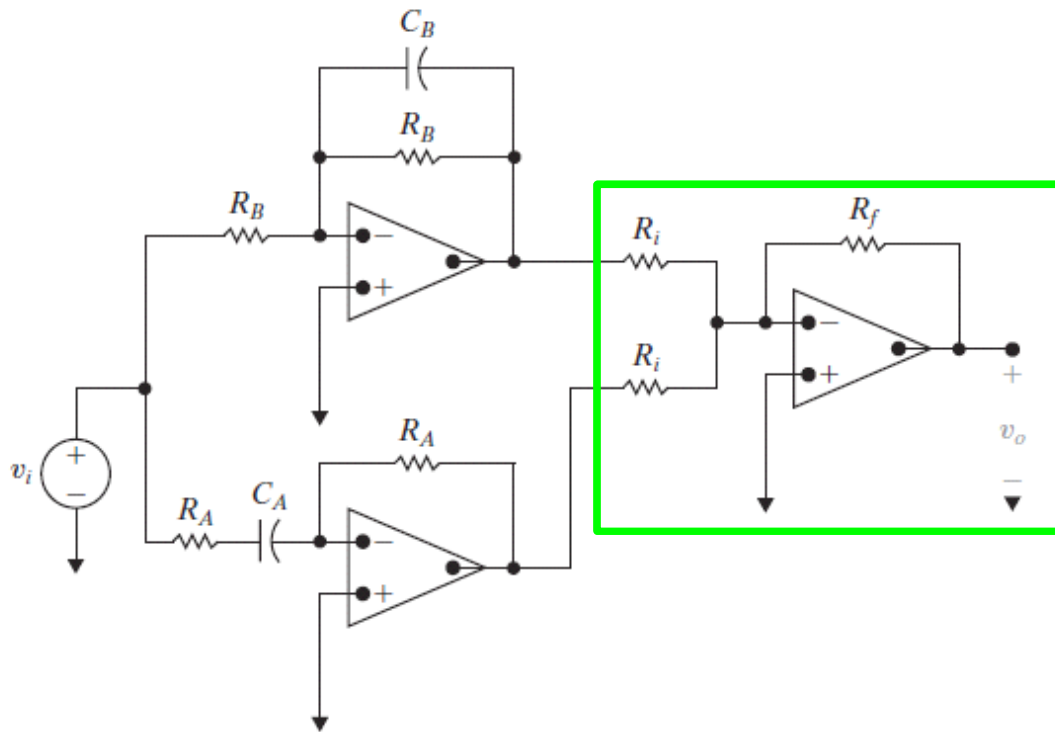 C_B
R_B
R_B
−
+
R_i
R_i
R_f
−
+
+
v_o
−
v_i
+
−
R_A
C_A
R_A
−
+